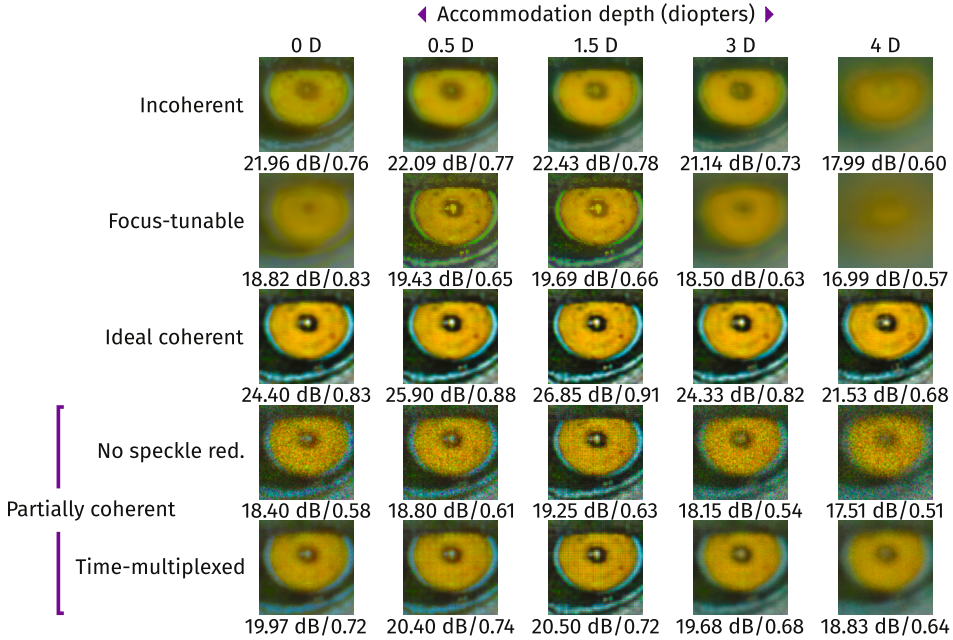 Accommodation depth (diopters)
0 D 0.5 D 1.5 D 3 D 4 D
Incoherent
21.96 dB/0.76 22.09 dB/0.77 22.43 dB/0.78 21.14 dB/0.73 17.99 dB/0.60
Focus-tunable
18.82 dB/0.83 19.43 dB/0.65 19.69 dB/0.66 18.50 dB/0.63 16.99 dB/0.57
Ideal coherent
24.40 dB/0.83 25.90 dB/0.88 26.85 dB/0.91 24.33 dB/0.82 21.53 dB/0.68
No speckle red.
Partially coherent
18.40 dB/0.58 18.80 dB/0.61 19.25 dB/0.63 18.15 dB/0.54 17.51 dB/0.51
Time-multiplexed
19.97 dB/0.72 20.40 dB/0.74 20.50 dB/0.72 19.68 dB/0.68 18.83 dB/0.64